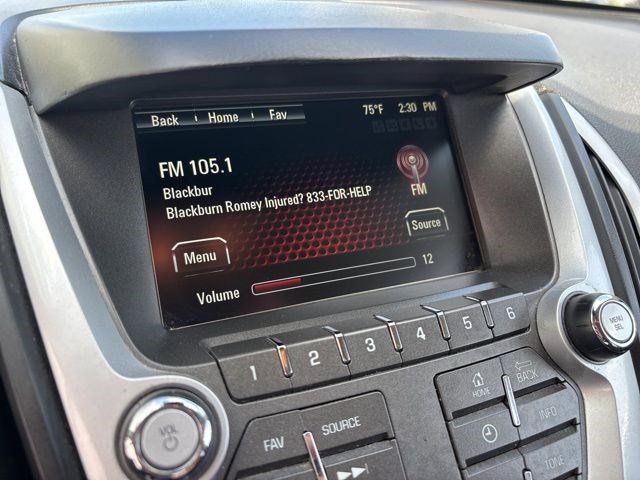 Back Home Fav 75°F 2:30 PM
FM 105.1
Blackbur
Blackburn Romey Injured? 833-FOR-HELP
FM
Menu
Source
Volume 12
1 2 3 4 5 6
MENU
SEL
VOL
FAV SOURCE
HOME BACK
INFO
TONE